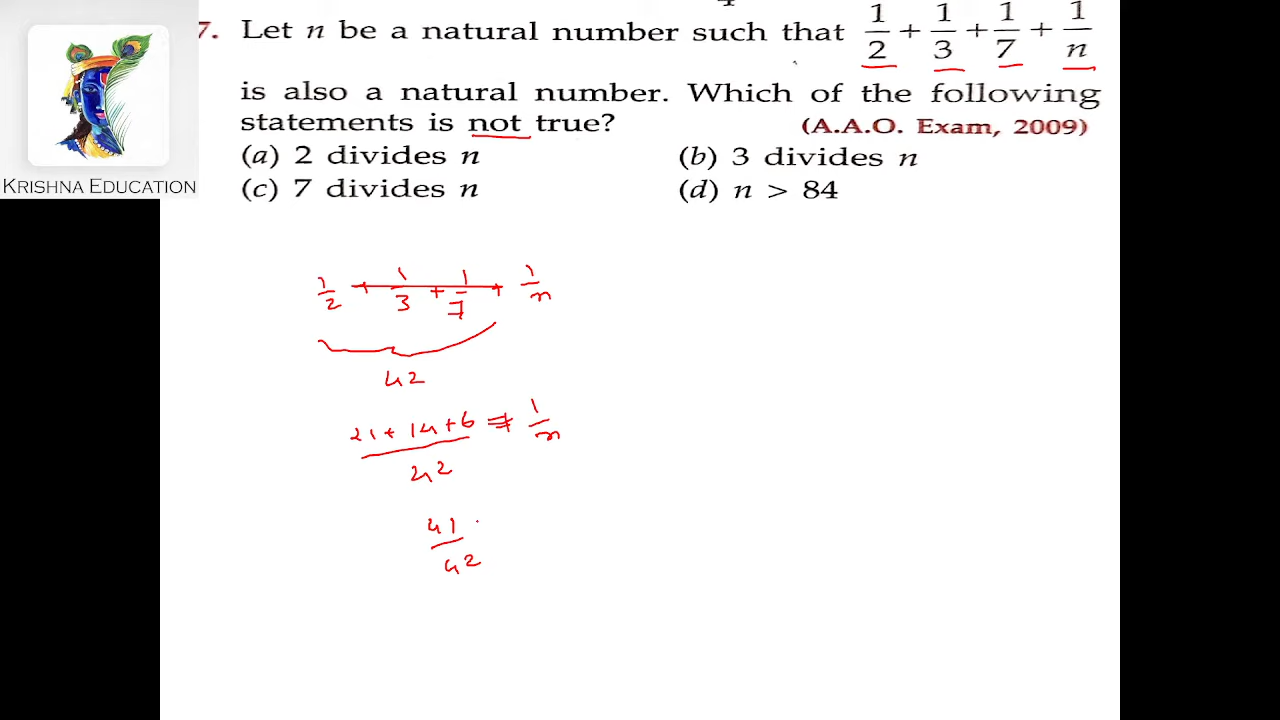 7. Let n be a natural number such that 1/2 + 1/3 + 1/7 + 1/n
is also a natural number. Which of the following
statements is not true? (A.A.O. Exam, 2009)
(a) 2 divides n (b) 3 divides n
(c) 7 divides n (d) n > 84
KRISHNA EDUCATION
1/2 + 1/3 + 1/7 + 1/n
42
21 + 14 + 6 / 42 + 1/n
41/42